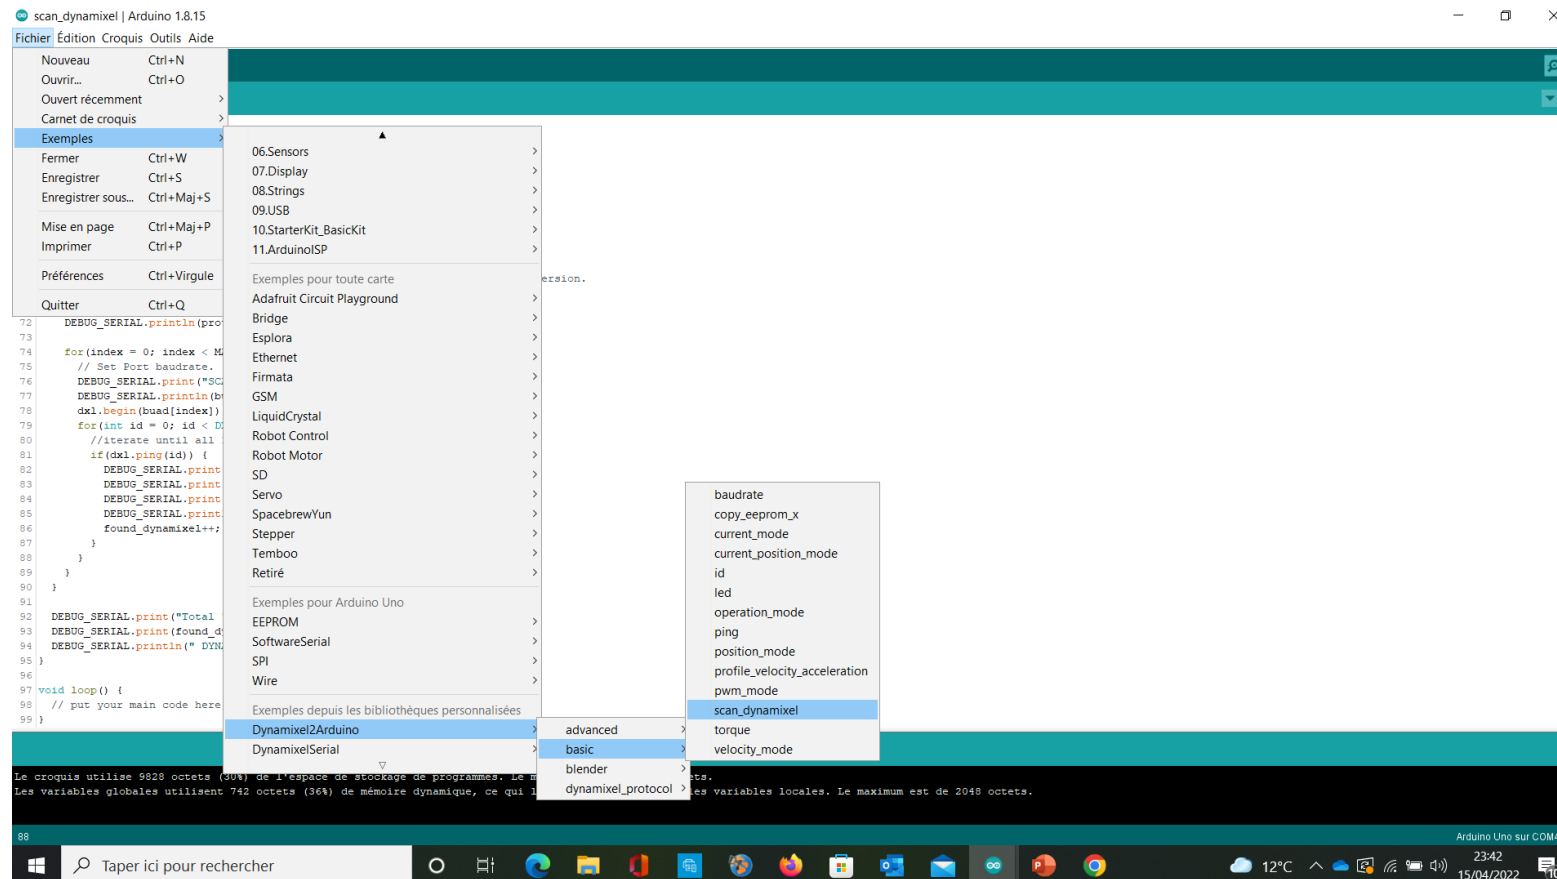 scan_dynamixel | Arduino 1.8.15
Fichier Édition Croquis Outils Aide
Nouveau Ctrl+N
Ouvrir... Ctrl+O
Ouvert récemment
Carnet de croquis
Exemples
Fermer Ctrl+W
Enregistrer Ctrl+S
Enregistrer sous... Ctrl+Maj+S
Mise en page Ctrl+Maj+P
Imprimer Ctrl+P
Préférences Ctrl+Virgule
Quitter Ctrl+Q
06.Sensors
07.Display
08.Strings
09.USB
10.StarterKit_BasicKit
11.ArduinoISP
Exemples pour toute carte
Adafruit Circuit Playground
Bridge
Esplora
Ethernet
Firmata
GSM
LiquidCrystal
Robot Control
Robot Motor
SD
Servo
SpacebrewYun
Stepper
Temboo
Retiré
Exemples pour Arduino Uno
EEPROM
SoftwareSerial
SPI
Wire
Exemples depuis les bibliothèques personnalisées
Dynamixel2Arduino
DynamixelSerial
advanced
basic
blender
dynamixel_protocol
baudrate
copy_eeprom_x
current_mode
current_position_mode
id
led
operation_mode
ping
position_mode
profile_velocity_acceleration
pwm_mode
scan_dynamixel
torque
velocity_mode
ersion.
72 DEBUG_SERIAL.println(pro
73
74 for(index = 0; index < M
75 // Set Port baudrate.
76 DEBUG_SERIAL.print("SC
77 DEBUG_SERIAL.println(b
78 dxl.begin(buad[index])
79 for(int id = 0; id < D
80 //iterate until all
81 if(dxl.ping(id)) {
82 DEBUG_SERIAL.print
83 DEBUG_SERIAL.print
84 DEBUG_SERIAL.print
85 DEBUG_SERIAL.print
86 found_dynamixel++;
87 }
88 }
89 }
90 }
91
92 DEBUG_SERIAL.print("Total
93 DEBUG_SERIAL.print(found_d
94 DEBUG_SERIAL.println(" DYN
95 }
96
97 void loop() {
98 // put your main code here
99 }
Le croquis utilise 9828 octets (30%) de l'espace de stockage de programmes. Le m ets.
Les variables globales utilisent 742 octets (36%) de mémoire dynamique, ce qui l les variables locales. Le maximum est de 2048 octets.
88 Arduino Uno sur COM4
Taper ici pour rechercher
12°C
23:42
15/04/2022